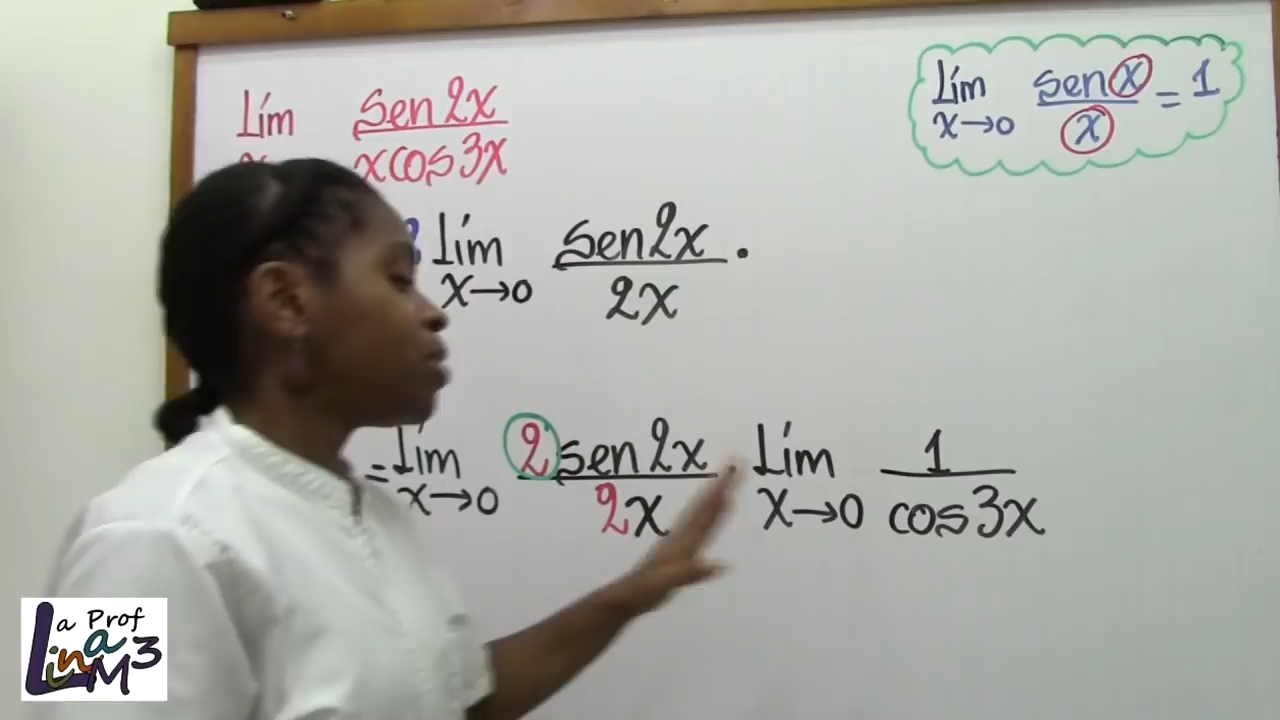 Lím sen2x / xcos3x
Lím x→0 sen x / x = 1
2 Lím x→0 sen2x / 2x ·
= Lím x→0 2sen2x / 2x · Lím x→0 1 / cos3x
La Prof
Lina M3